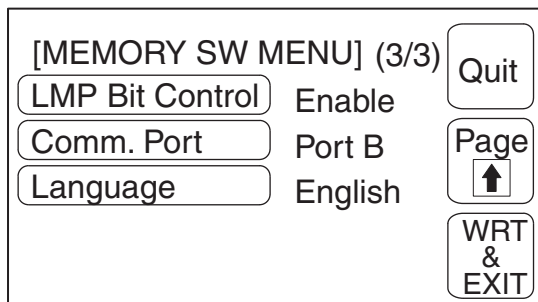 [MEMORY SW MENU] (3/3)
Quit
LMP Bit Control Enable
Comm. Port Port B
Page
Language English
WRT
&
EXIT